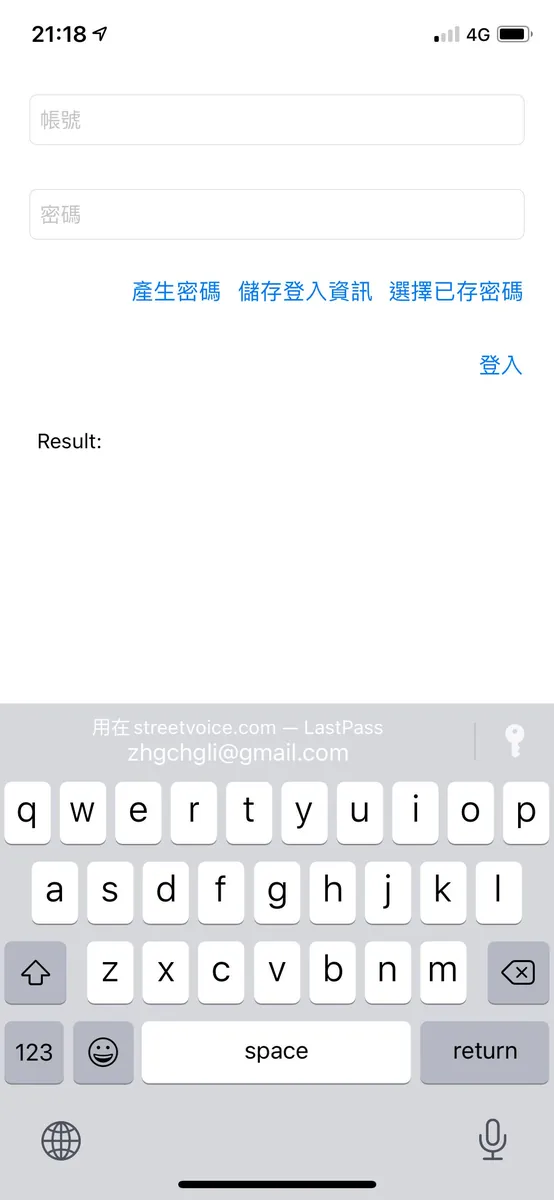 21:18 4G
帳號
密碼
產生密碼 儲存登入資訊 選擇已存密碼
登入
Result:
用在 streetvoice.com — LastPass
zhgchgli@gmail.com
q w e r t y u i o p
a s d f g h j k l
z x c v b n m
123 space return